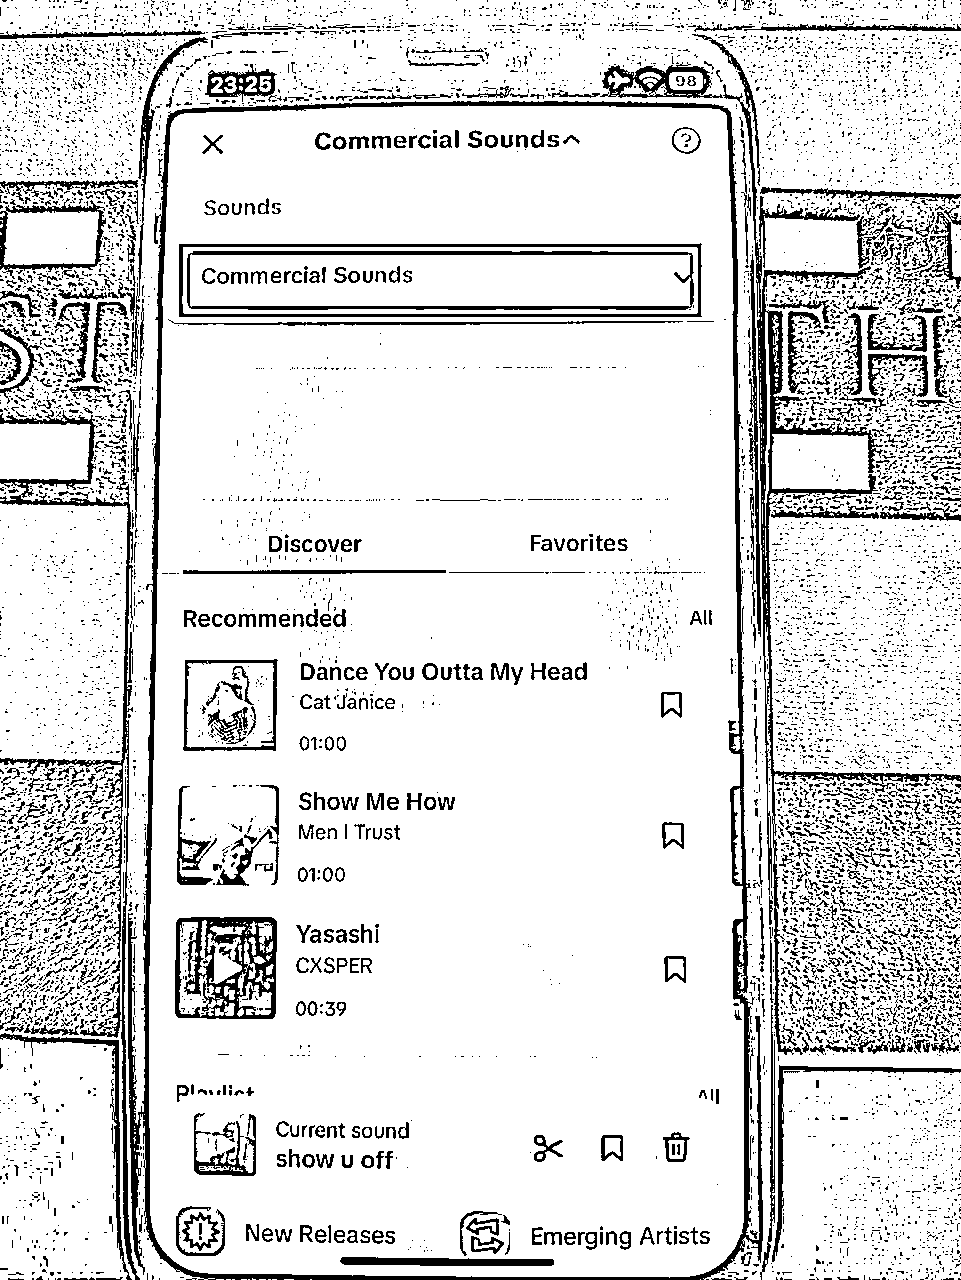 23:25
98
Commercial Sounds
?
Sounds
Commercial Sounds
ST
TH
Discover
Favorites
Recommended
All
Dance You Outta My Head
Cat Janice
01:00
Show Me How
Men I Trust
01:00
Yasashi
CXSPER
00:39
Playlist
All
Current sound
show u off
New Releases
Emerging Artists